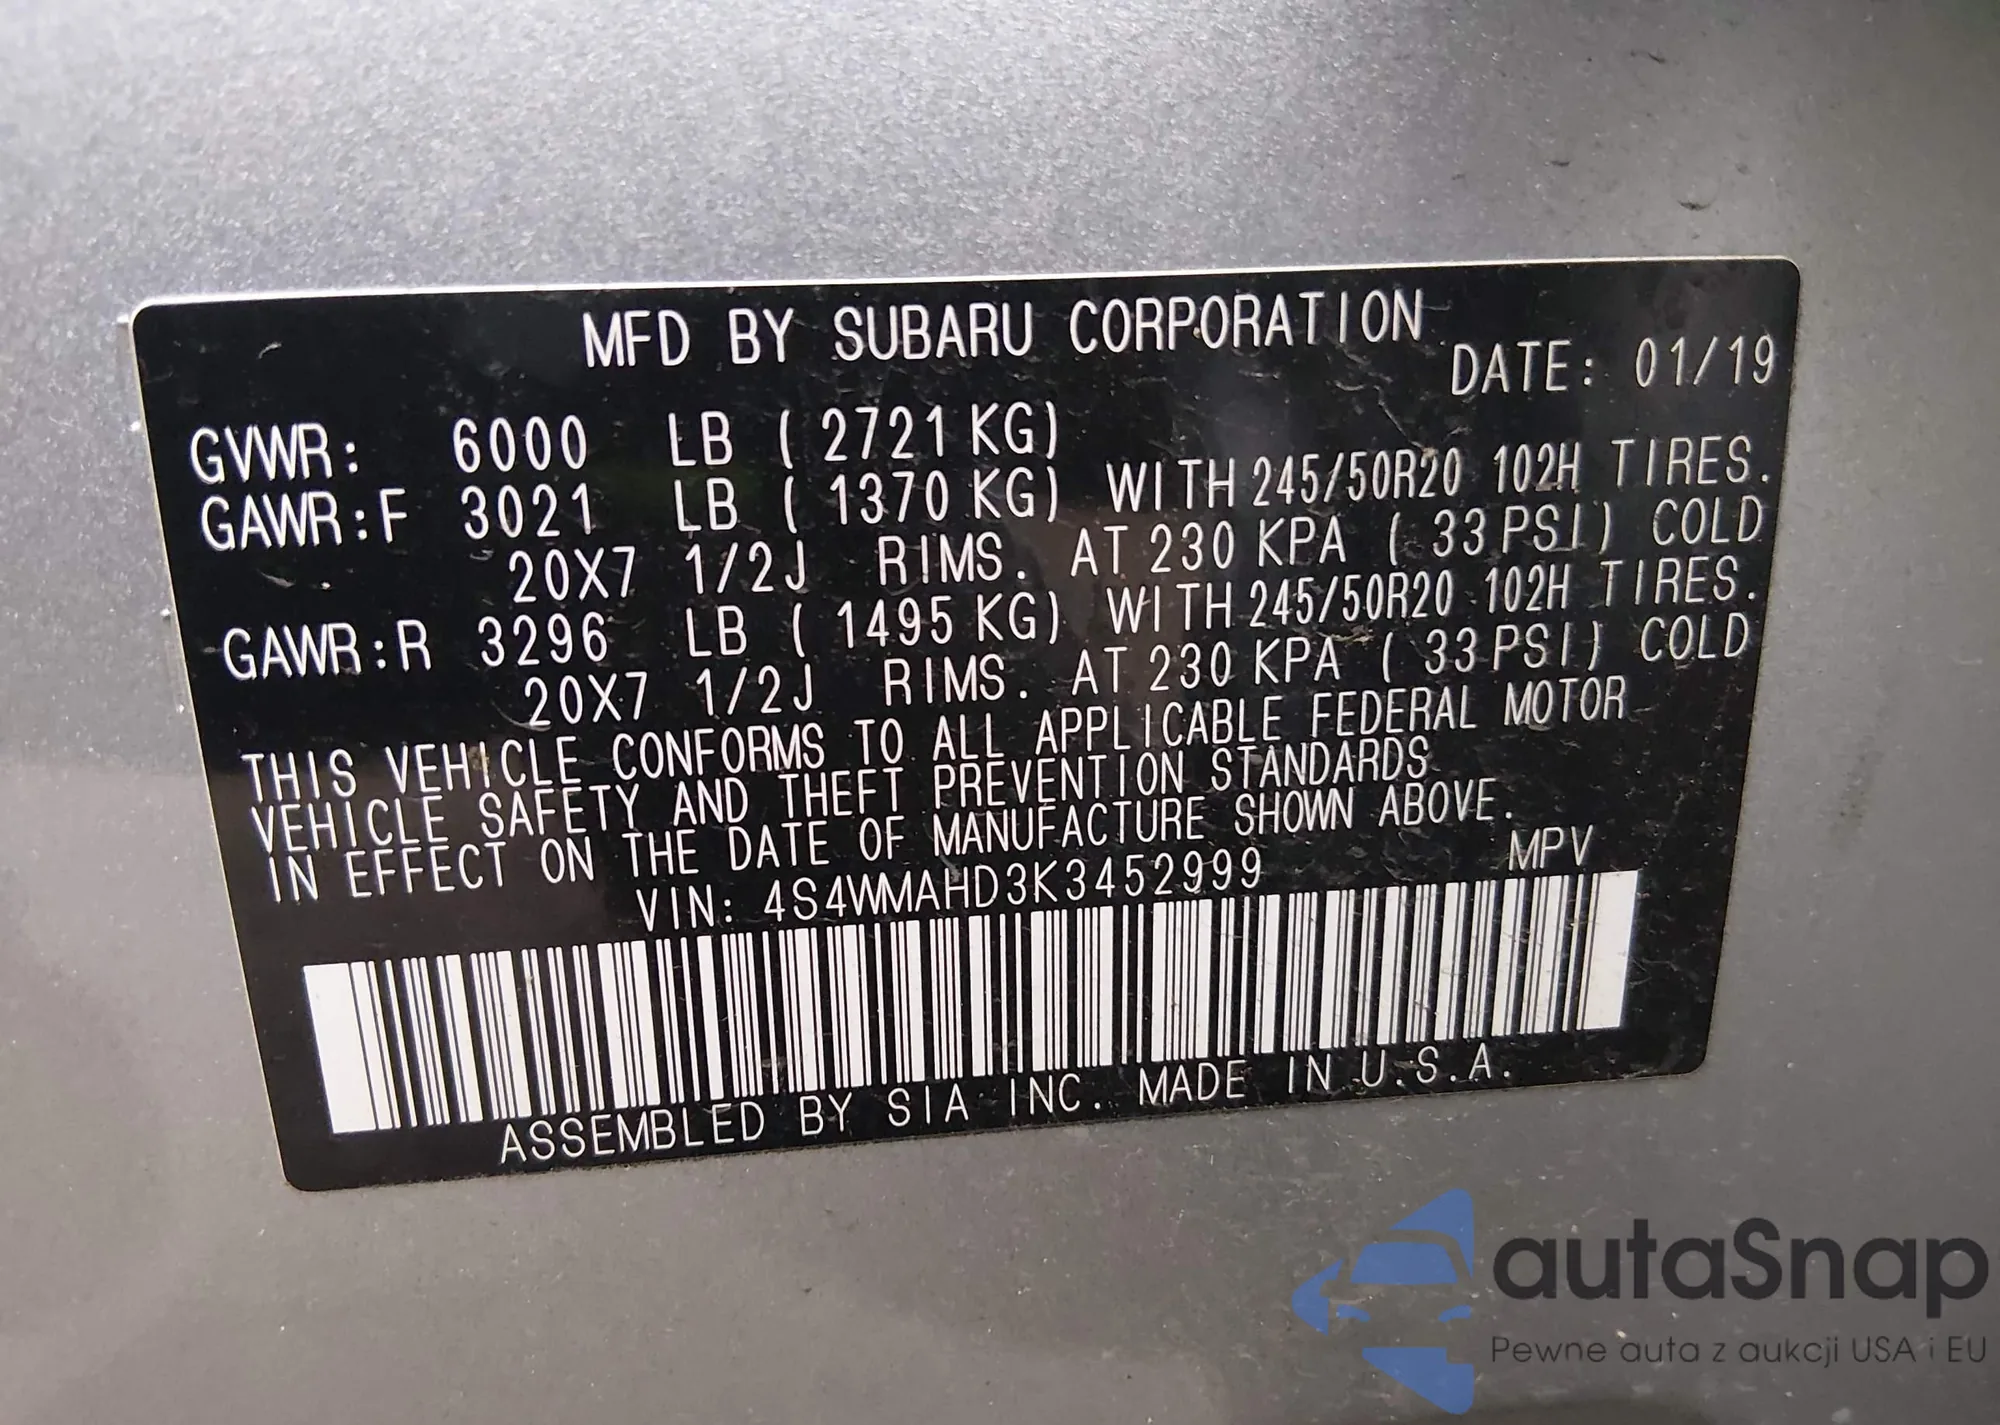 MFD BY SUBARU CORPORATION
DATE: 01/19
GVWR: 6000 LB ( 2721 KG)
GAWR:F 3021 LB ( 1370 KG) WITH 245/50R20 102H TIRES.
20X7 1/2J RIMS. AT 230 KPA ( 33 PSI) COLD
GAWR:R 3296 LB ( 1495 KG) WITH 245/50R20 102H TIRES.
20X7 1/2J RIMS. AT 230 KPA ( 33 PSI) COLD
THIS VEHICLE CONFORMS TO ALL APPLICABLE FEDERAL MOTOR
VEHICLE SAFETY AND THEFT PREVENTION STANDARDS
IN EFFECT ON THE DATE OF MANUFACTURE SHOWN ABOVE.
VIN: 4S4WMAHD3K3452999 MPV
ASSEMBLED BY SIA INC. MADE IN U.S.A.
autaSnap
Pewne auta z aukcji USA i EU